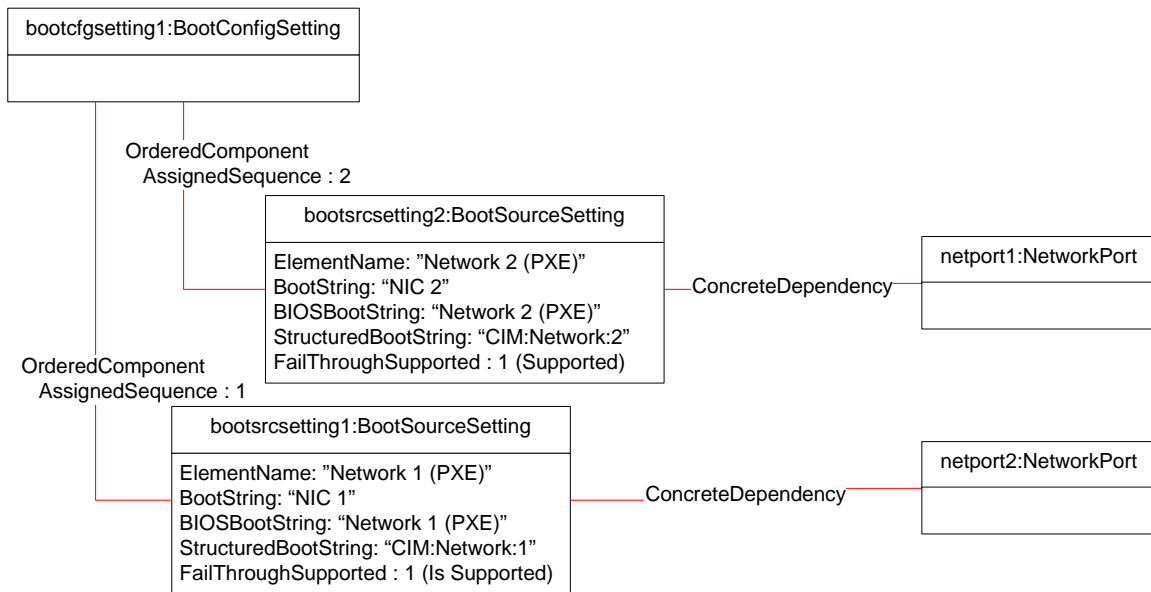 bootcfgsetting1:BootConfigSetting
OrderedComponent
AssignedSequence : 2
bootsrcsetting2:BootSourceSetting
ElementName: ”Network 2 (PXE)”
BootString: “NIC 2”
BIOSBootString: “Network 2 (PXE)”
StructuredBootString: “CIM:Network:2”
FailThroughSupported : 1 (Supported)
ConcreteDependency
netport1:NetworkPort
OrderedComponent
AssignedSequence : 1
bootsrcsetting1:BootSourceSetting
ElementName: ”Network 1 (PXE)”
BootString: “NIC 1”
BIOSBootString: “Network 1 (PXE)”
StructuredBootString: “CIM:Network:1”
FailThroughSupported : 1 (Is Supported)
ConcreteDependency
netport2:NetworkPort